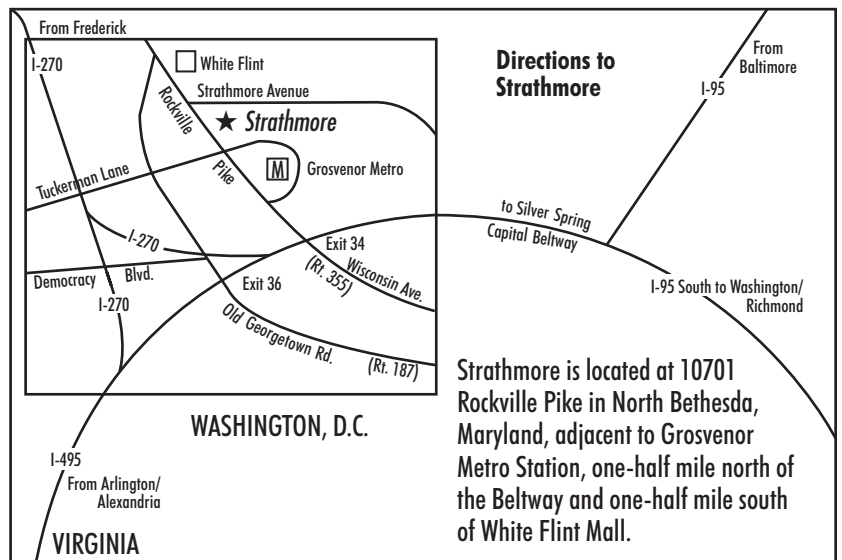 From Frederick
I-270
White Flint
Strathmore Avenue
Rockville
Pike
★ Strathmore
Tuckerman Lane
M
Grosvenor Metro
I-270
Democracy Blvd.
I-270
Exit 34
Wisconsin Ave.
(Rt. 355)
Exit 36
Old Georgetown Rd.
(Rt. 187)
WASHINGTON, D.C.
I-495
From Arlington/
Alexandria
VIRGINIA
Directions to
Strathmore
From
Baltimore
I-95
to Silver Spring
Capital Beltway
I-95 South to Washington/
Richmond
Strathmore is located at 10701
Rockville Pike in North Bethesda,
Maryland, adjacent to Grosvenor
Metro Station, one-half mile north of
the Beltway and one-half mile south
of White Flint Mall.